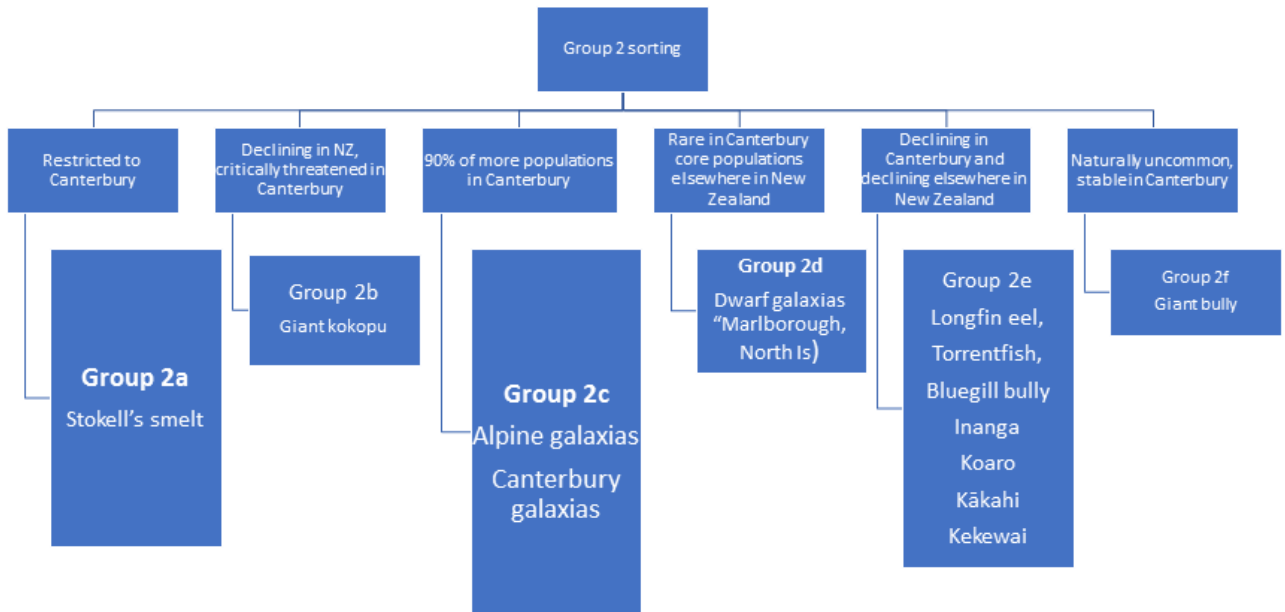 Group 2 sorting
Restricted to
Canterbury
Declining in NZ,
critically threatened in
Canterbury
90% of more populations
in Canterbury
Rare in Canterbury
core populations
elsewhere in New
Zealand
Declining in
Canterbury and
declining elsewhere in
New Zealand
Naturally uncommon,
stable in Canterbury
Group 2a
Stokell's smelt
Group 2b
Giant kokopu
Group 2c
Alpine galaxias
Canterbury
galaxias
Group 2d
Dwarf galaxias
“Marlborough,
North Is)
Group 2e
Longfin eel,
Torrentfish,
Bluegill bully
Inanga
Koaro
Kākahi
Kekewai
Group 2f
Giant bully